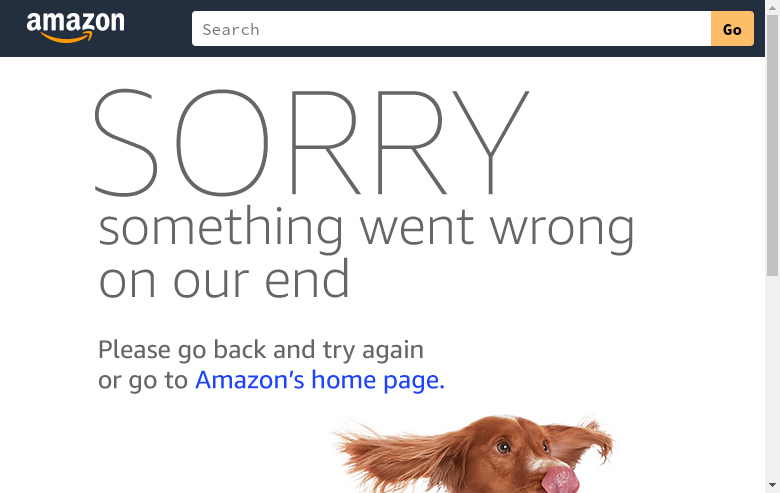 amazon
Search
Go
SORRY
something went wrong
on our end
Please go back and try again
or go to Amazon’s home page.